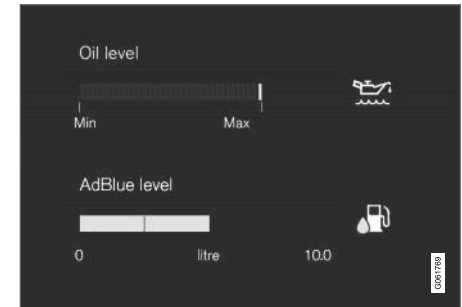 Oil level
Min Max
AdBlue level
0 litre 10.0
G061769